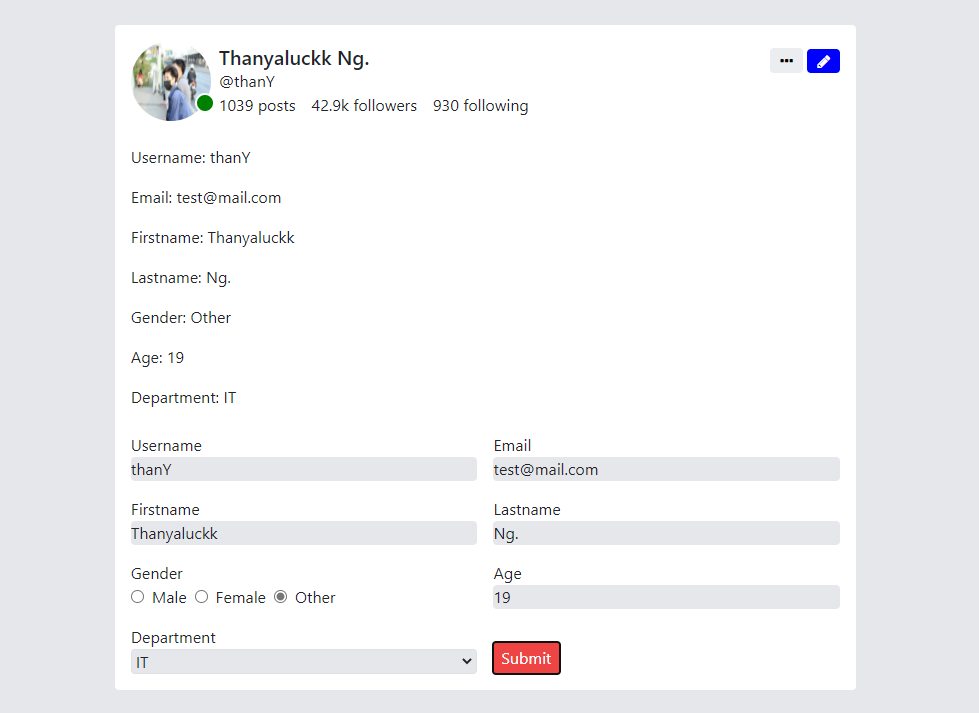 Thanyaluckk Ng.
@thanY
1039 posts 42.9k followers 930 following
Username: thanY
Email: test@mail.com
Firstname: Thanyaluckk
Lastname: Ng.
Gender: Other
Age: 19
Department: IT
Username Email
thanY test@mail.com
Firstname Lastname
Thanyaluckk Ng.
Gender Age
Male Female Other 19
Department
IT Submit